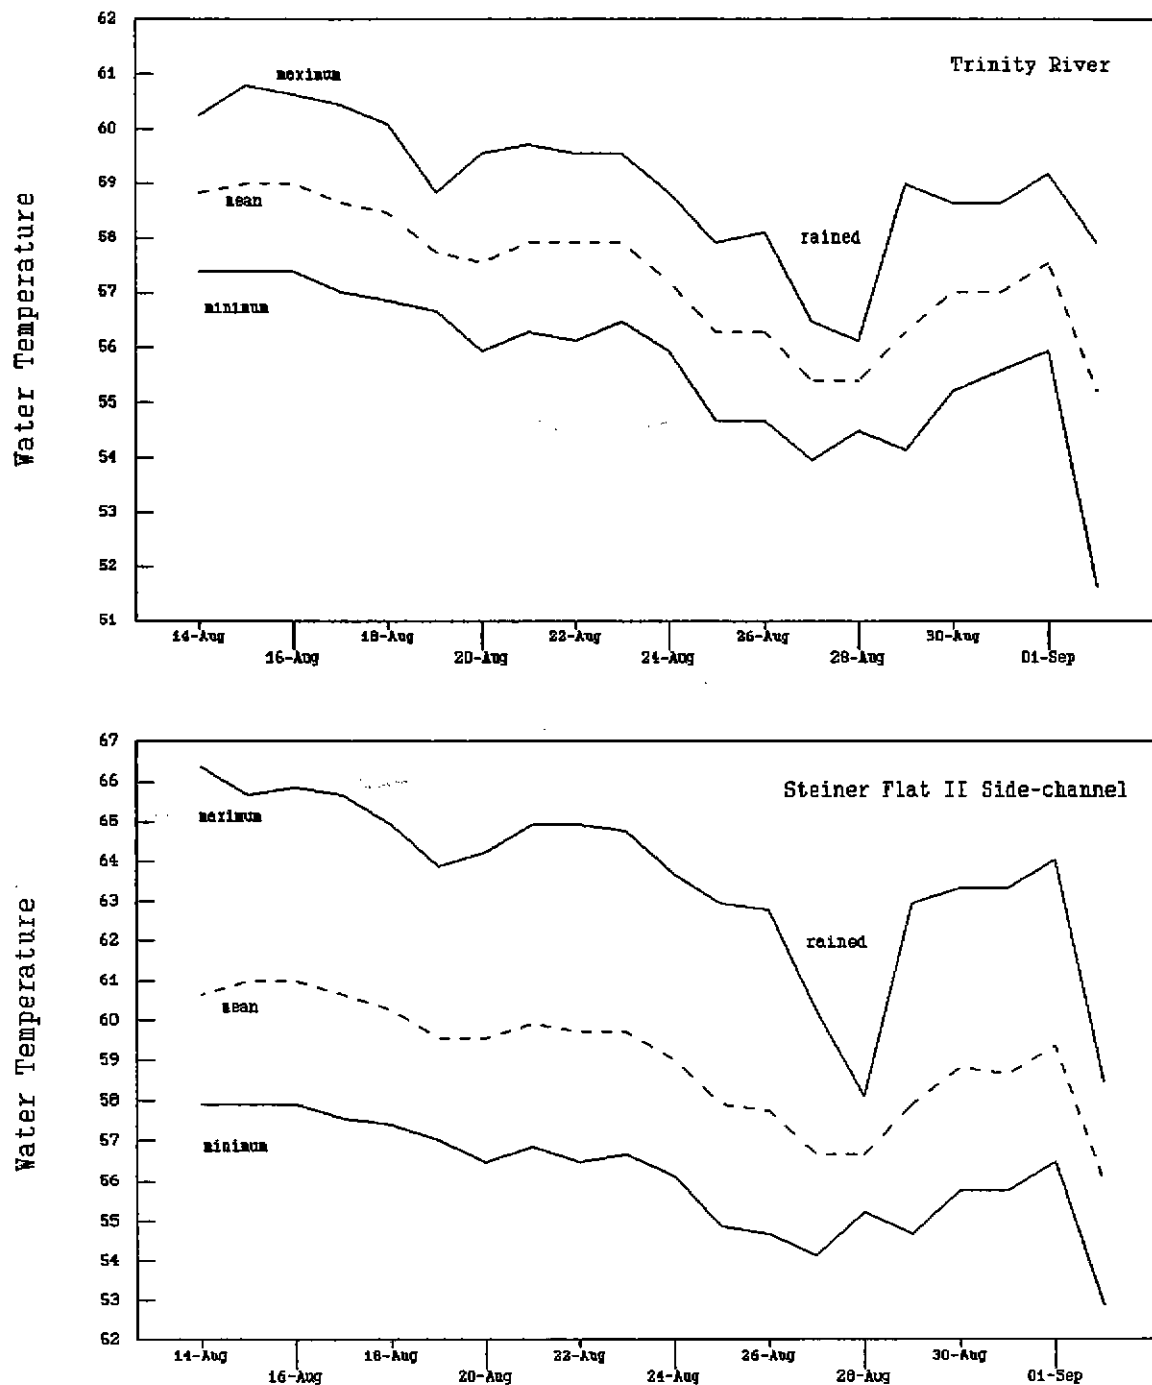 62
61
maximum
Trinity River
60
59
mean
58
rained
57
minimum
56
55
54
53
52
51
Water Temperature
14-Aug
16-Aug
18-Aug
20-Aug
22-Aug
24-Aug
26-Aug
28-Aug
30-Aug
01-Sep
67
66
Steiner Flat II Side-channel
65
maximum
64
63
62
rained
61
60
mean
59
58
57
minimum
56
55
54
53
52
Water Temperature
14-Aug
16-Aug
18-Aug
20-Aug
22-Aug
24-Aug
26-Aug
28-Aug
30-Aug
01-Sep